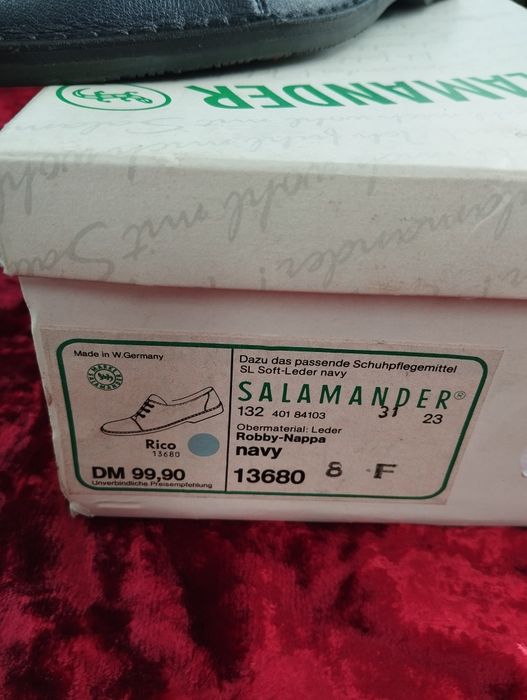 SALAMANDER
Made in W.Germany
Rico
13680
DM 99,90
Unverbindliche Preisempfehlung
Dazu das passende Schuhpflegemittel
SL Soft-Leder navy
SALAMANDER®
132 401 84103 31 23
Obermaterial: Leder
Robby-Nappa
navy
13680 8 F